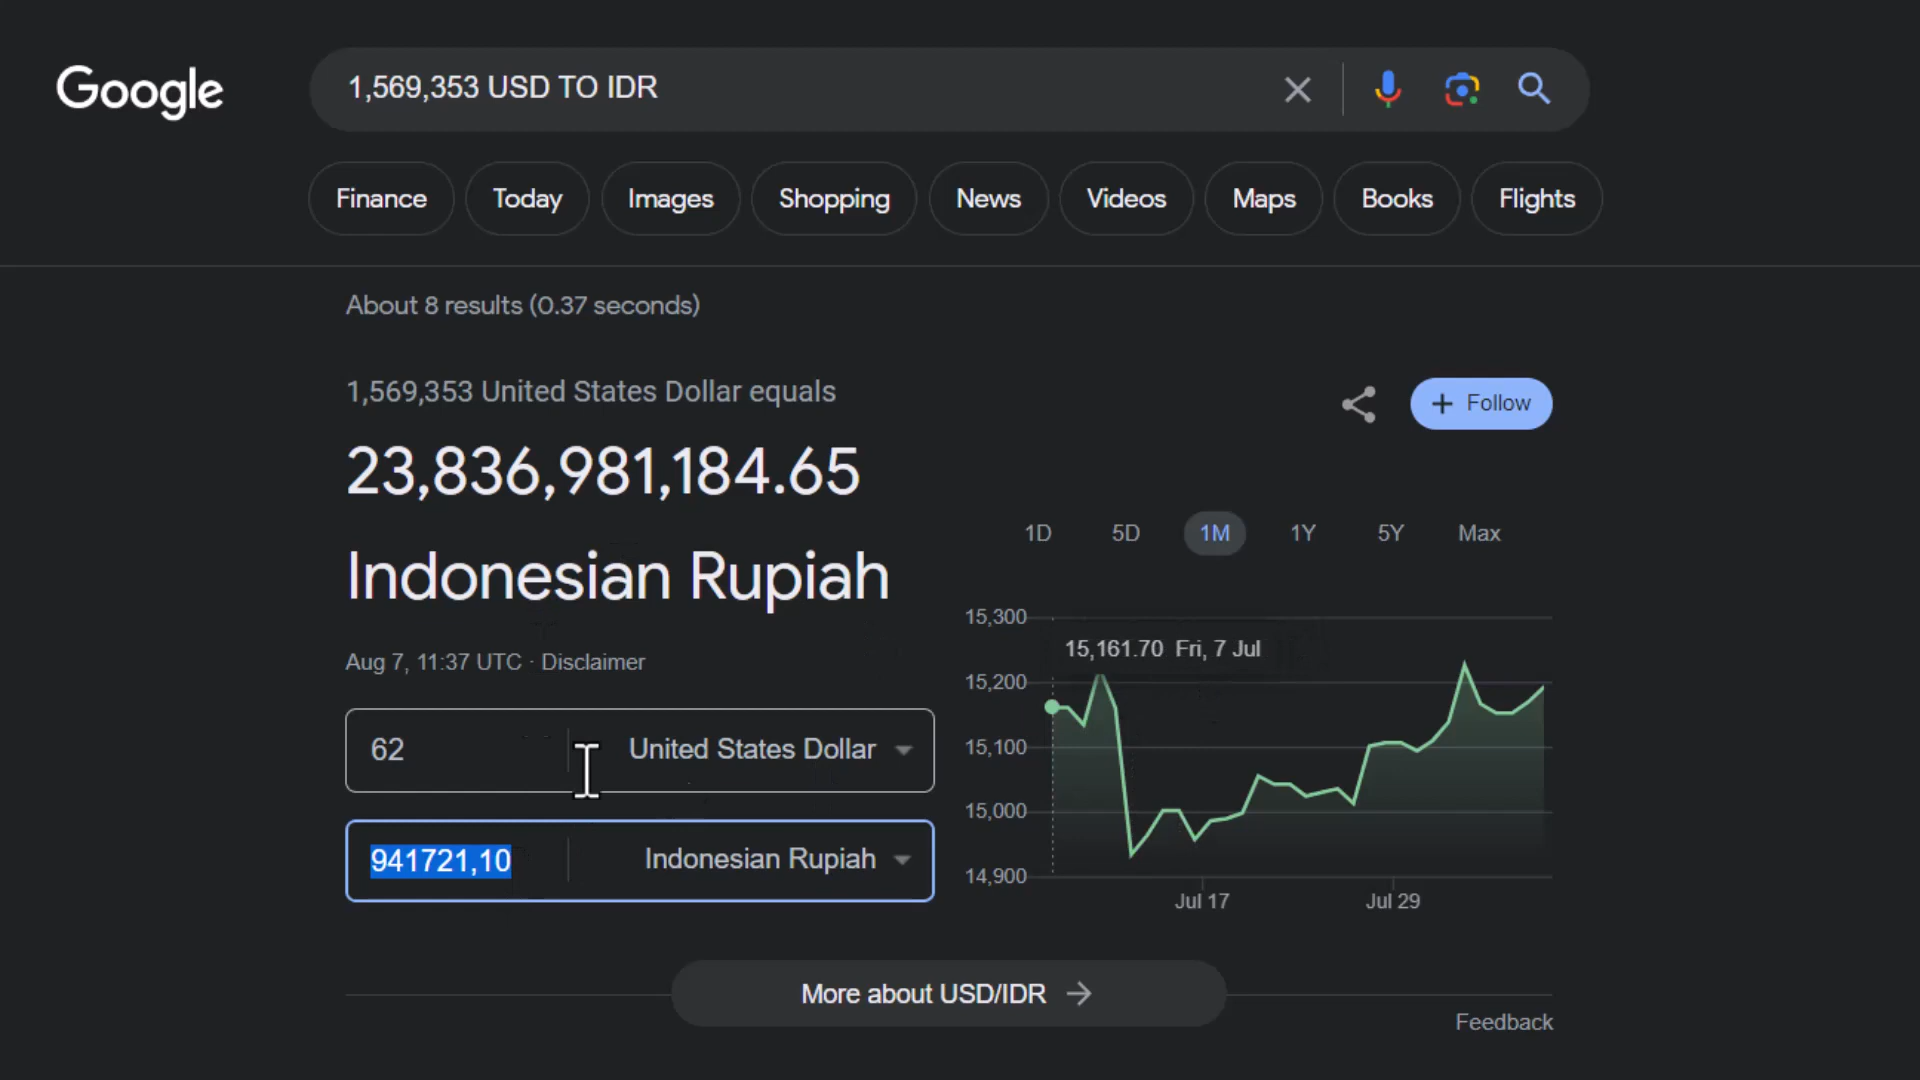 Google
1,569,353 USD TO IDR
Finance
Today
Images
Shopping
News
Videos
Maps
Books
Flights
About 8 results (0.37 seconds)
1,569,353 United States Dollar equals
23,836,981,184.65
Indonesian Rupiah
Aug 7, 11:37 UTC · Disclaimer
62 United States Dollar
941721,10 Indonesian Rupiah
+ Follow
1D 5D 1M 1Y 5Y Max
15,300
15,161.70 Fri, 7 Jul
15,200
15,100
15,000
14,900
Jul 17 Jul 29
More about USD/IDR →
Feedback